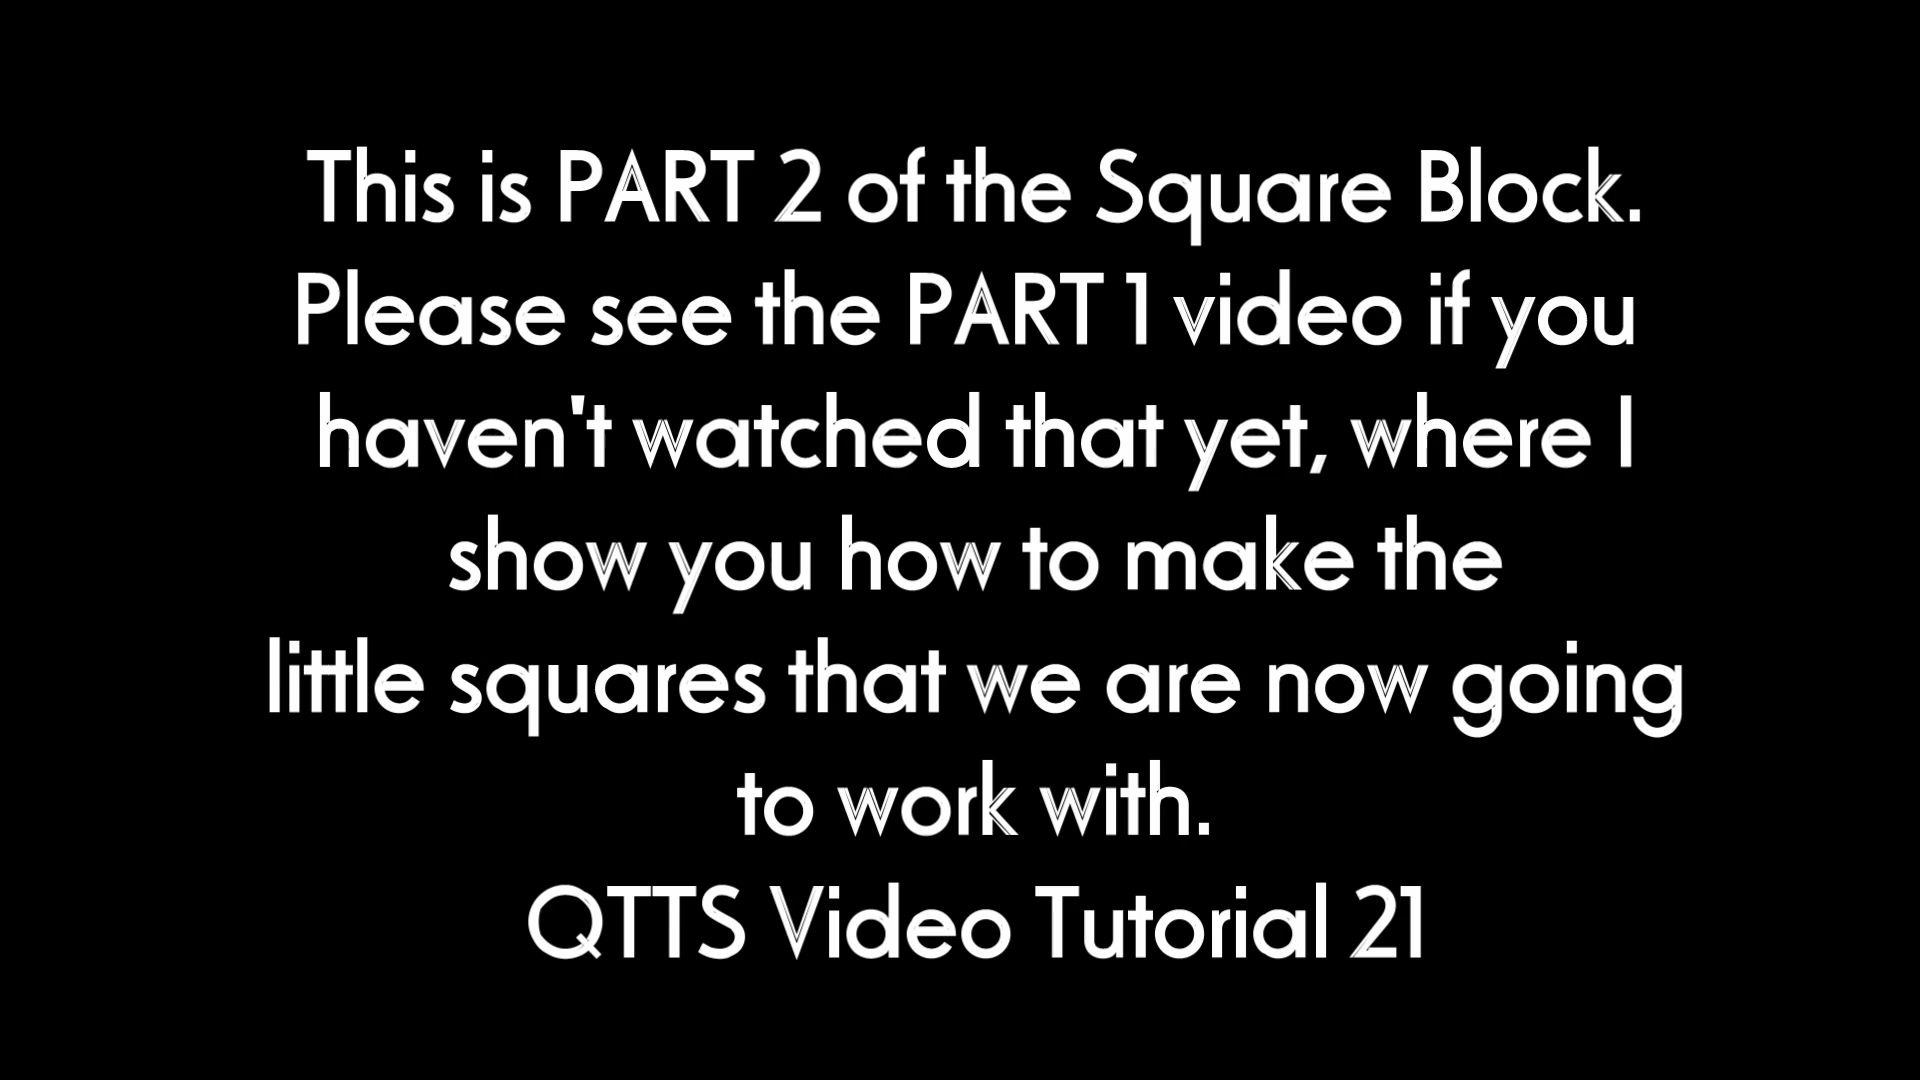 This is PART 2 of the Square Block.
Please see the PART 1 video if you
haven't watched that yet, where I
show you how to make the
little squares that we are now going
to work with.
QTTS Video Tutorial 21